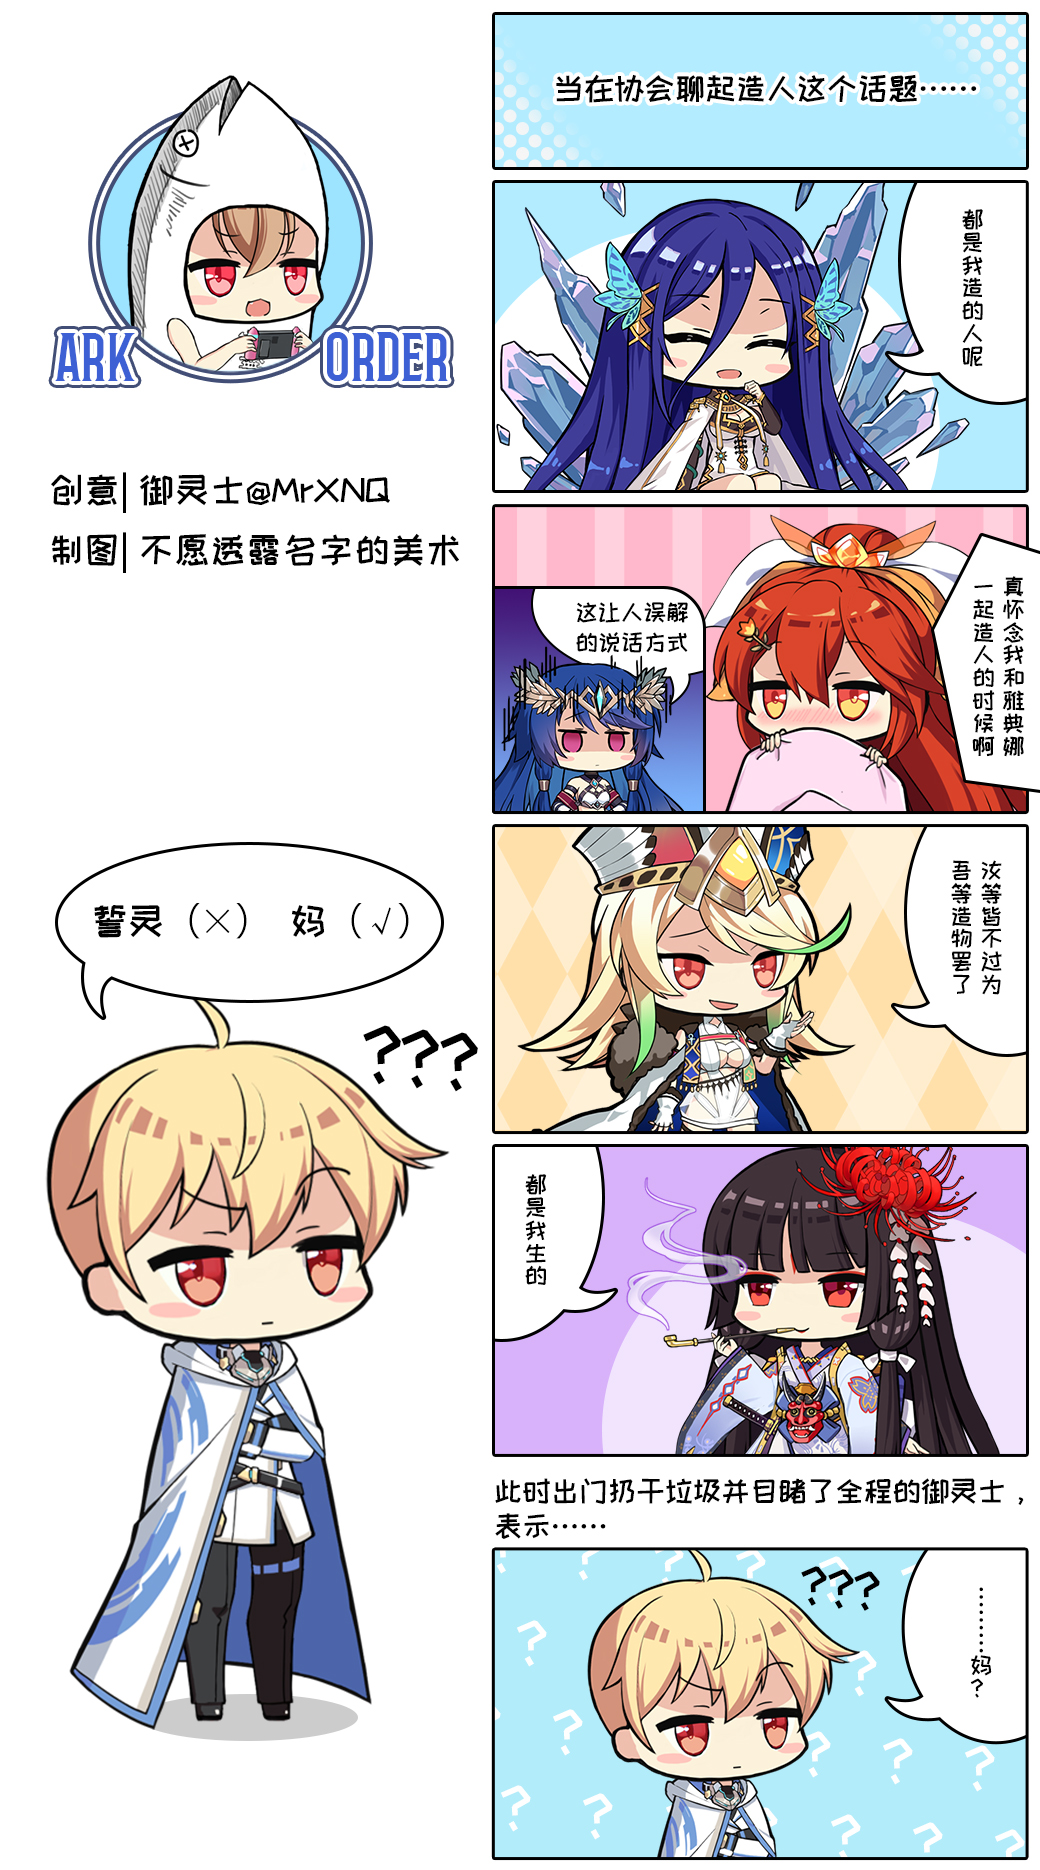 ARK ORDER
创意| 御灵士@MrXNQ
制图| 不愿透露名字的美术
誓灵（×） 妈（√）
???
当在协会聊起造人这个话题……
都是我造的人呢
真怀念我和雅典娜
一起造人的时候啊
这让人误解
的说话方式
汝等皆不过为
吾等造物罢了
都是我生的
此时出门扔干垃圾并目睹了全程的御灵士，
表示……
???
………妈?